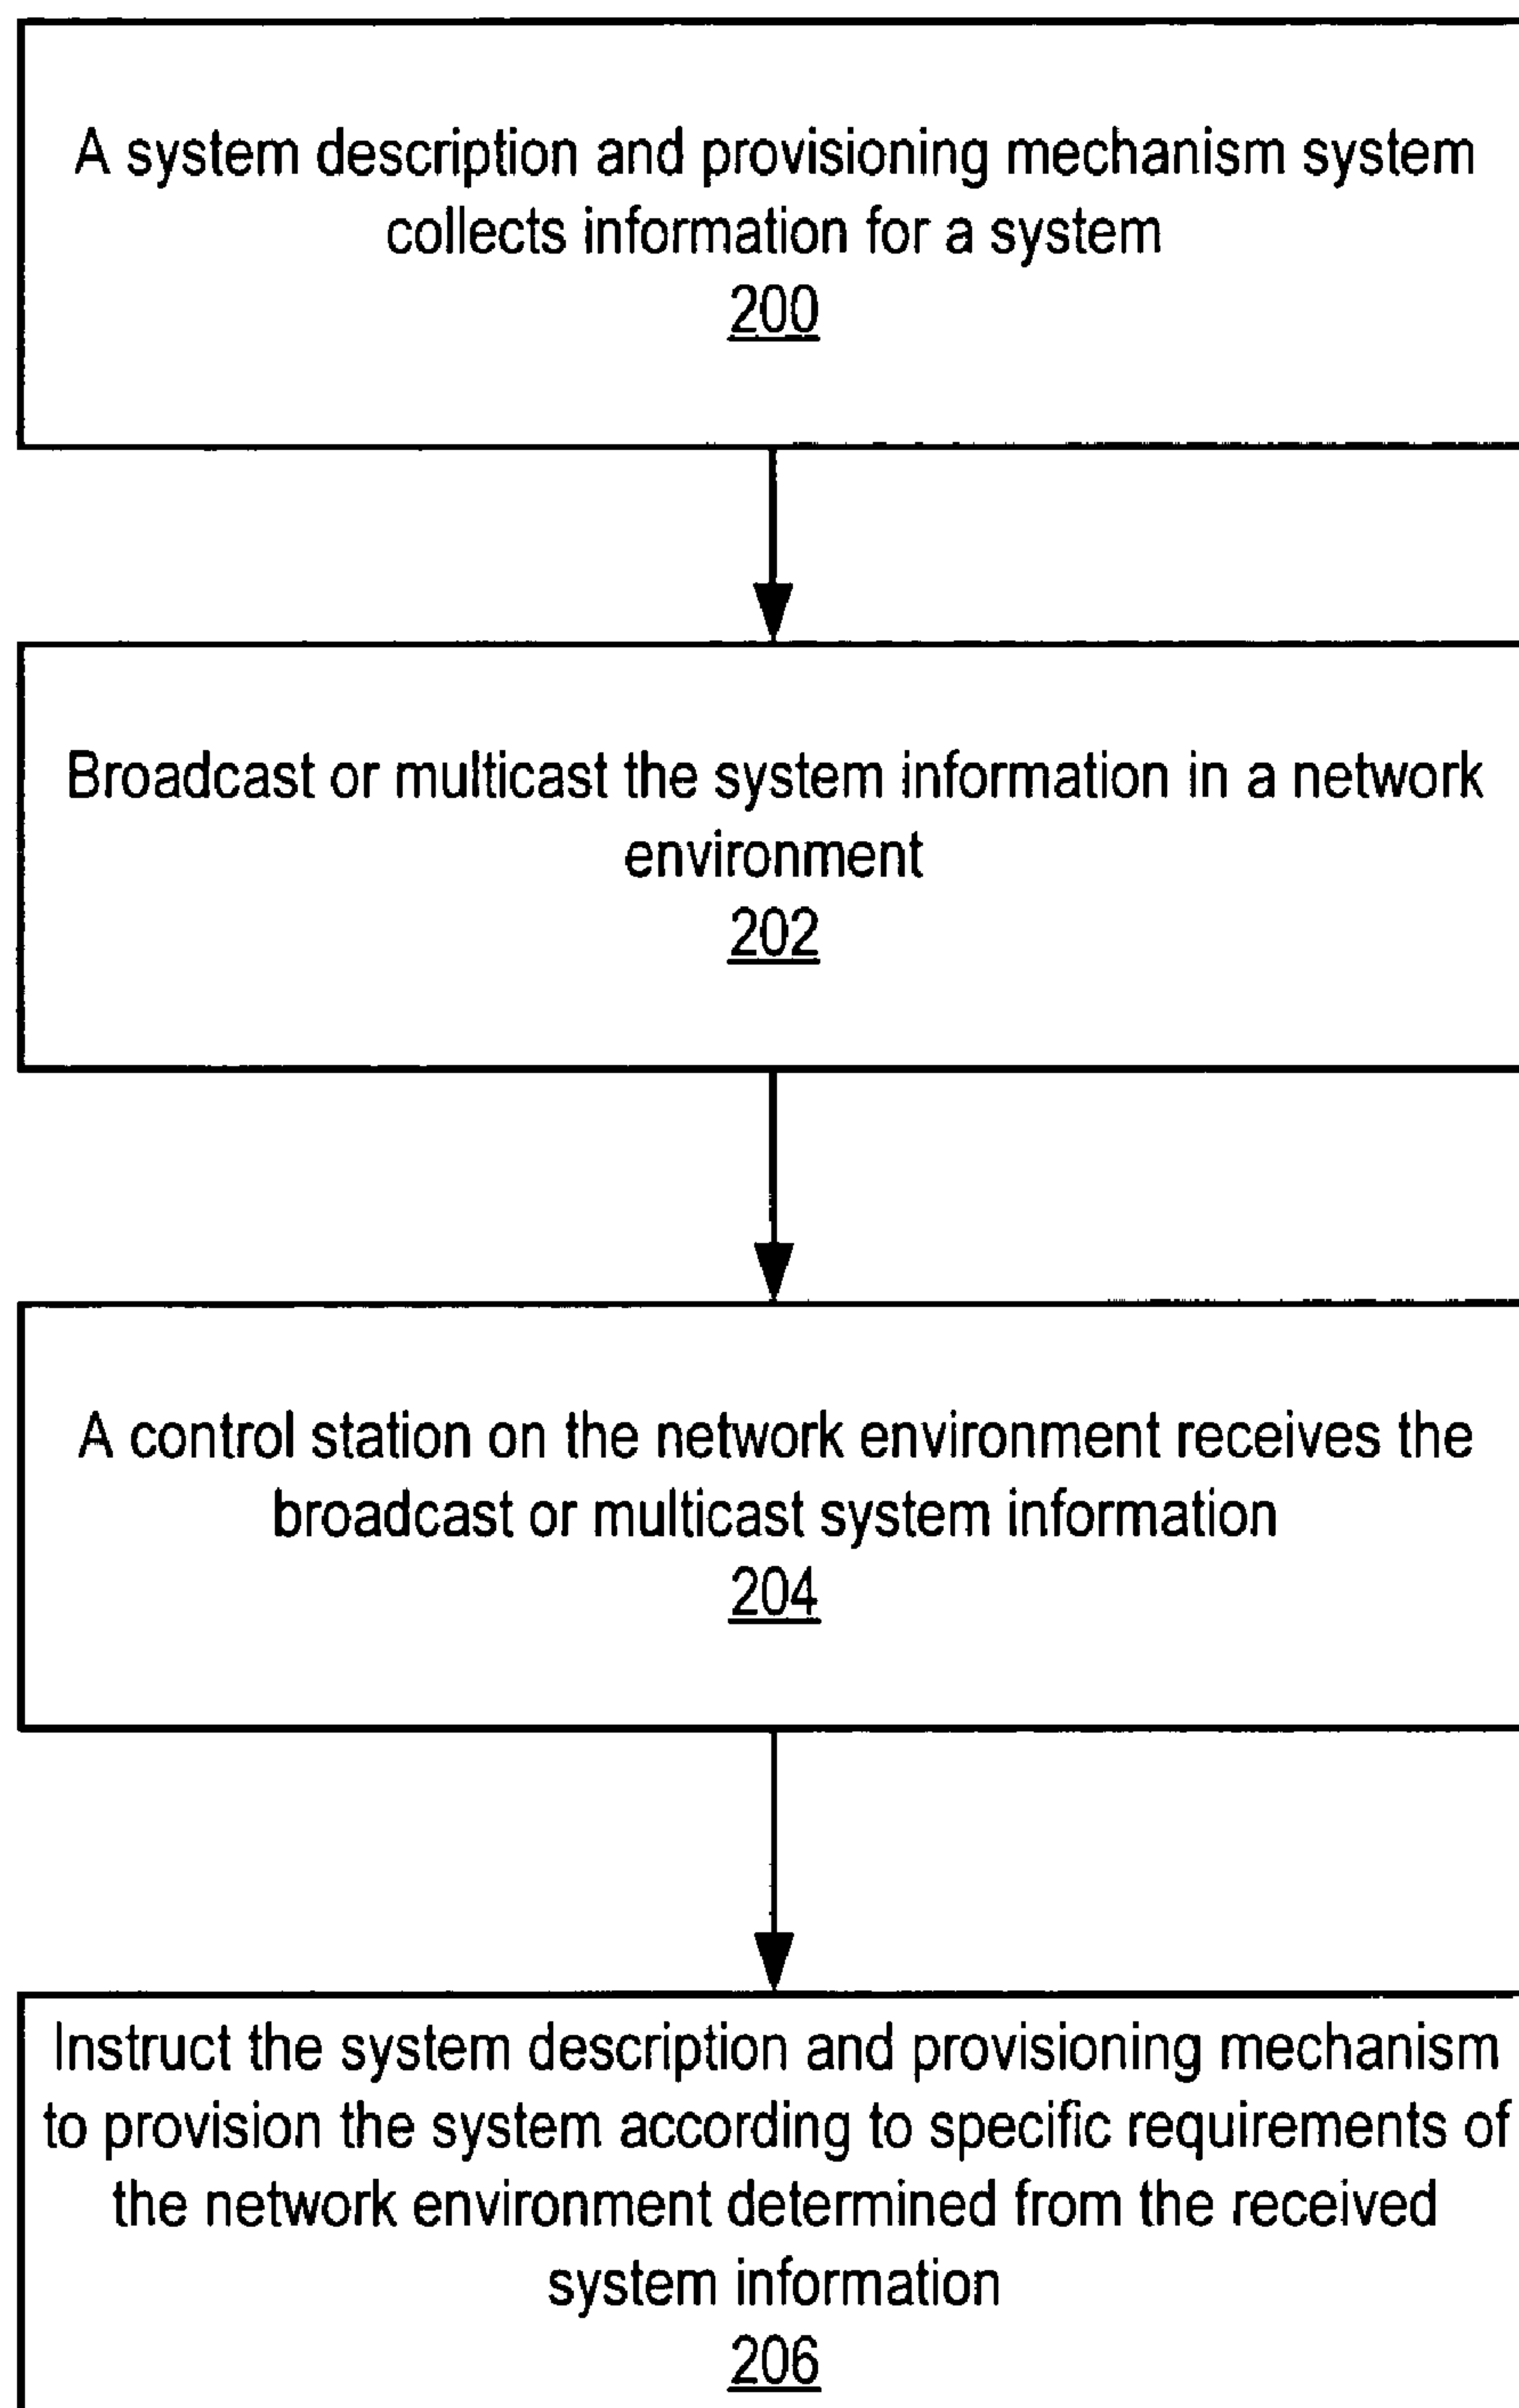 A system description and provisioning mechanism system
collects information for a system
200
Broadcast or multicast the system information in a network
environment
202
A control station on the network environment receives the
broadcast or multicast system information
204
Instruct the system description and provisioning mechanism
to provision the system according to specific requirements of
the network environment determined from the received
system information
206